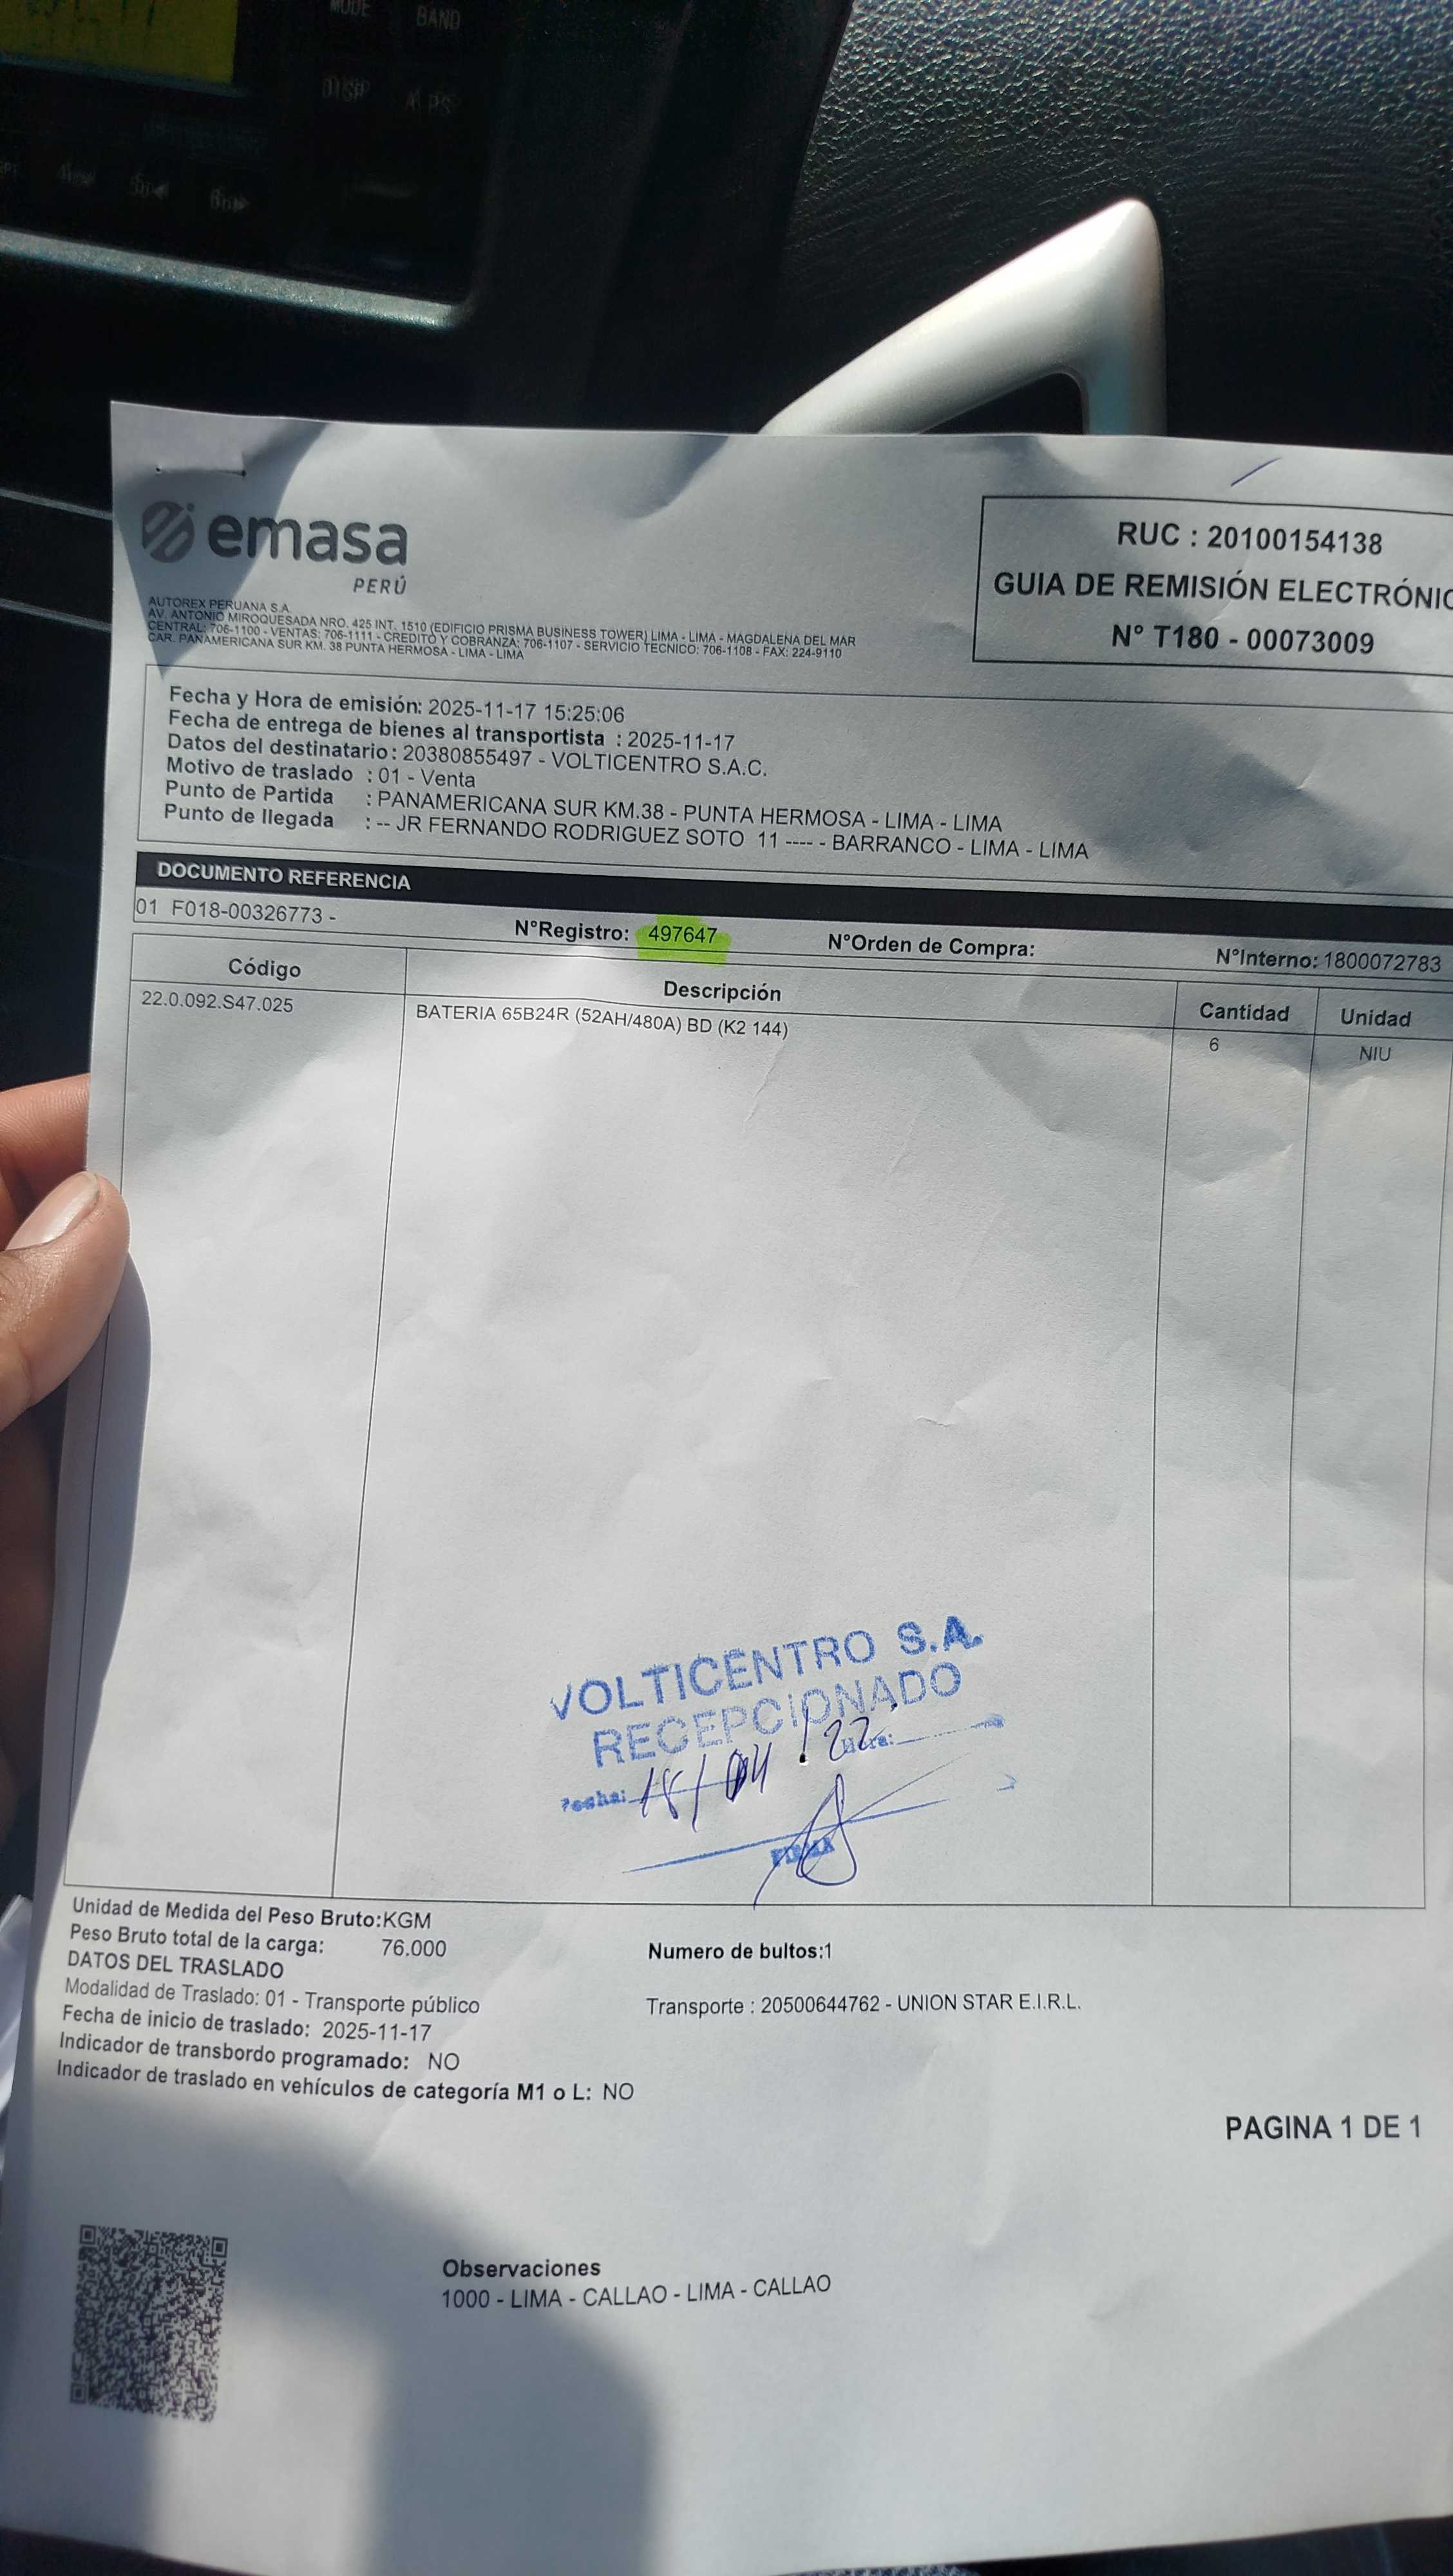 MODE BAND
DISP A.PS
emasa
PERÚ
AUTOREX PERUANA S.A.
AV. ANTONIO MIROQUESADA NRO. 425 INT. 1510 (EDIFICIO PRISMA BUSINESS TOWER) LIMA - LIMA - MAGDALENA DEL MAR
CENTRAL: 706-1100 - VENTAS: 706-1111 - CREDITO Y COBRANZA: 706-1107 - SERVICIO TECNICO: 706-1108 - FAX: 224-9110
CAR. PANAMERICANA SUR KM. 38 PUNTA HERMOSA - LIMA - LIMA
RUC : 20100154138
GUIA DE REMISIÓN ELECTRÓNIC
N° T180 - 00073009
Fecha y Hora de emisión: 2025-11-17 15:25:06
Fecha de entrega de bienes al transportista : 2025-11-17
Datos del destinatario: 20380855497 - VOLTICENTRO S.A.C.
Motivo de traslado : 01 - Venta
Punto de Partida : PANAMERICANA SUR KM.38 - PUNTA HERMOSA - LIMA - LIMA
Punto de llegada : -- JR FERNANDO RODRIGUEZ SOTO 11 ---- - BARRANCO - LIMA - LIMA
DOCUMENTO REFERENCIA
01 F018-00326773 - N°Registro: 497647 N°Orden de Compra: N°Interno: 1800072783
Código Descripción Cantidad Unidad
22.0.092.S47.025 BATERIA 65B24R (52AH/480A) BD (K2 144) 6 NIU
VOLTICENTRO S.A.
RECEPCIONADO
Fecha: 18/ Hora:
FIRMA
Unidad de Medida del Peso Bruto:KGM
Peso Bruto total de la carga: 76.000 Numero de bultos:1
DATOS DEL TRASLADO
Modalidad de Traslado: 01 - Transporte público Transporte : 20500644762 - UNION STAR E.I.R.L.
Fecha de inicio de traslado: 2025-11-17
Indicador de transbordo programado: NO
Indicador de traslado en vehículos de categoría M1 o L: NO
PAGINA 1 DE 1
Observaciones
1000 - LIMA - CALLAO - LIMA - CALLAO